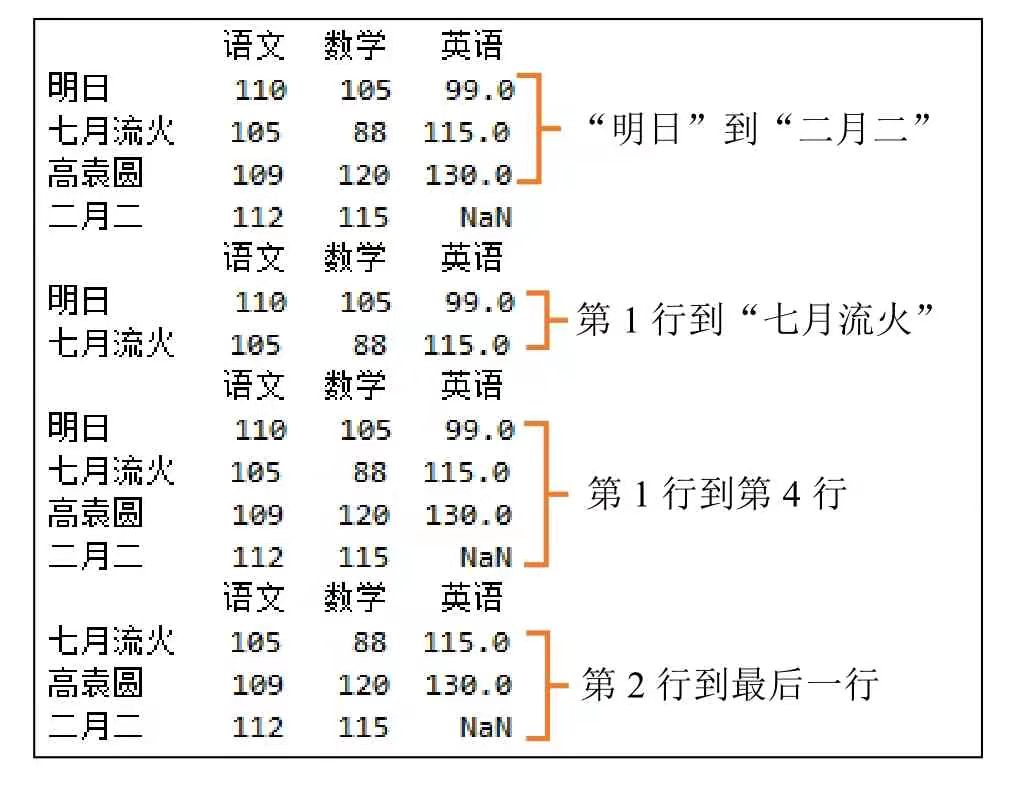 语文 数学 英语
明日 110 105 99.0
七月流火 105 88 115.0
“明日”到“二月二”
高袁圆 109 120 130.0
二月二 112 115 NaN
语文 数学 英语
明日 110 105 99.0
第 1 行到“七月流火”
七月流火 105 88 115.0
语文 数学 英语
明日 110 105 99.0
七月流火 105 88 115.0
第 1 行到第 4 行
高袁圆 109 120 130.0
二月二 112 115 NaN
语文 数学 英语
七月流火 105 88 115.0
高袁圆 109 120 130.0
第 2 行到最后一行
二月二 112 115 NaN